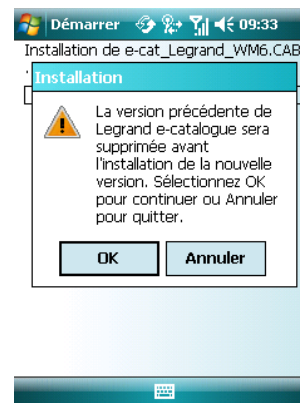 Démarrer 09:33
Installation de e-cat_Legrand_WM6.CAB
Installation
La version précédente de
Legrand e-catalogue sera
supprimée avant
l'installation de la nouvelle
version. Sélectionnez OK
pour continuer ou Annuler
pour quitter.
OK Annuler